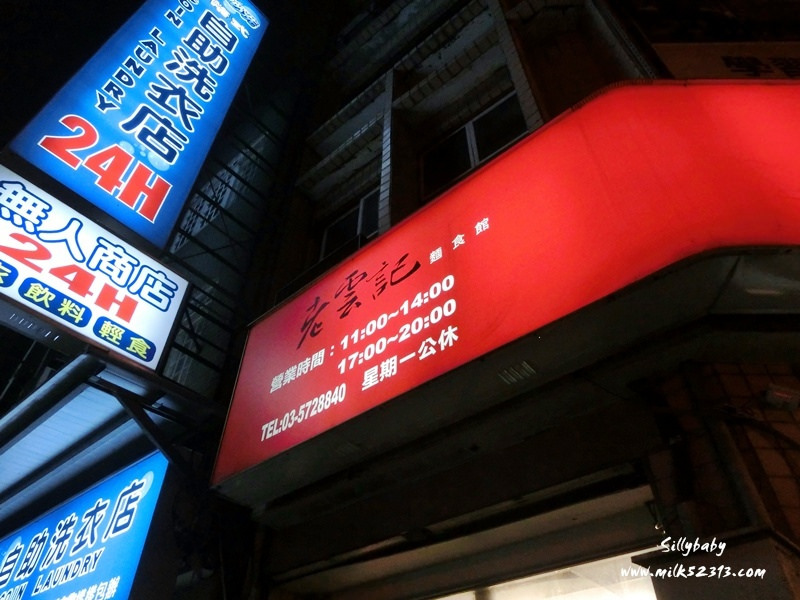 自助洗衣店
COIN LAUNDRY
24H
無人商店
24H
飲料 輕食
老雲記 麵食館
營業時間：11:00~14:00
17:00~20:00
TEL:03-5728840 星期一公休
自助洗衣店
COIN LAUNDRY
Sillybaby
www.milk52313.com